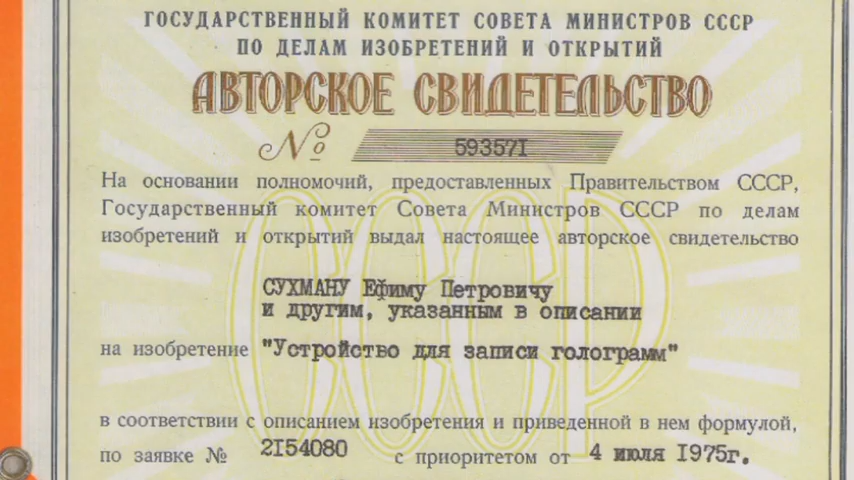 ГОСУДАРСТВЕННЫЙ КОМИТЕТ СОВЕТА МИНИСТРОВ СССР
ПО ДЕЛАМ ИЗОБРЕТЕНИЙ И ОТКРЫТИЙ
АВТОРСКОЕ СВИДЕТЕЛЬСТВО
№ 593571
На основании полномочий, предоставленных Правительством СССР,
Государственный комитет Совета Министров СССР по делам
изобретений и открытий выдал настоящее авторское свидетельство
СССР
СУХМАНУ Ефиму Петровичу
и другим, указанным в описании
на изобретение "Устройство для записи голограмм"
в соответствии с описанием изобретения и приведенной в нем формулой,
по заявке № 2154080 с приоритетом от 4 июля 1975г.